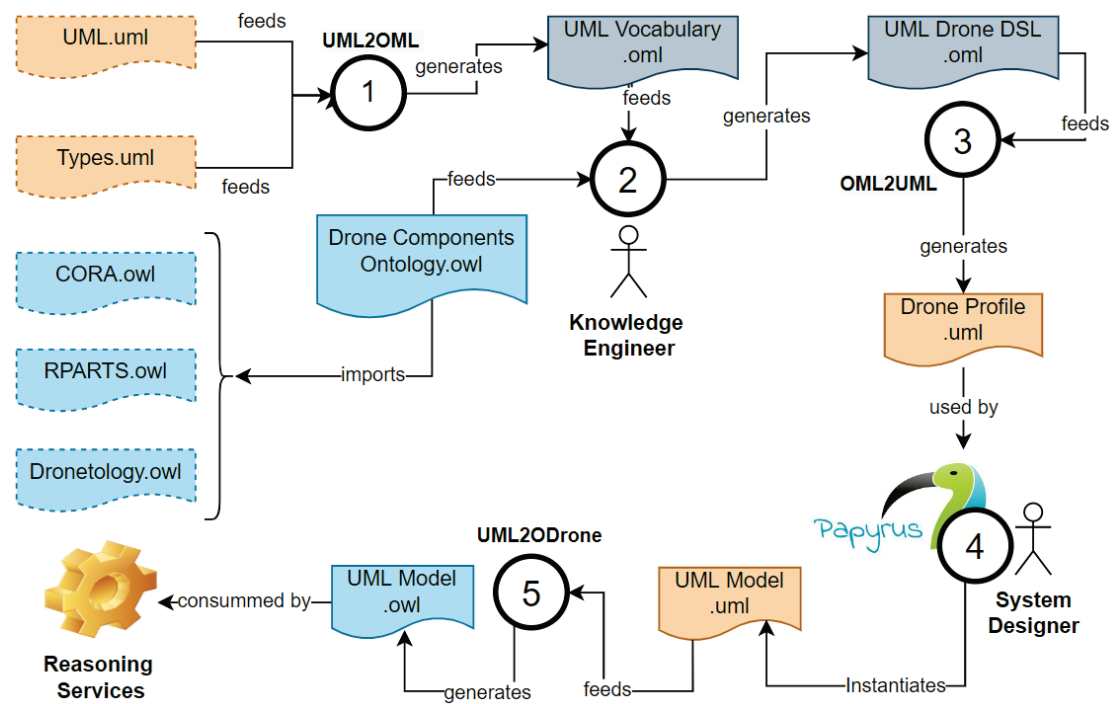 UML.uml
feeds
UML2OML
1
generates
UML Vocabulary
.oml
feeds
generates
UML Drone DSL
.oml
feeds
Types.uml
feeds
feeds
2
3
OML2UML
Drone Components
Ontology.owl
generates
CORA.owl
Knowledge
Engineer
Drone Profile
.uml
RPARTS.owl
imports
used by
Dronetology.owl
Papyrus
4
UML2ODrone
5
UML Model
.owl
UML Model
.uml
consummed by
System
Designer
Reasoning
Services
generates
feeds
Instantiates